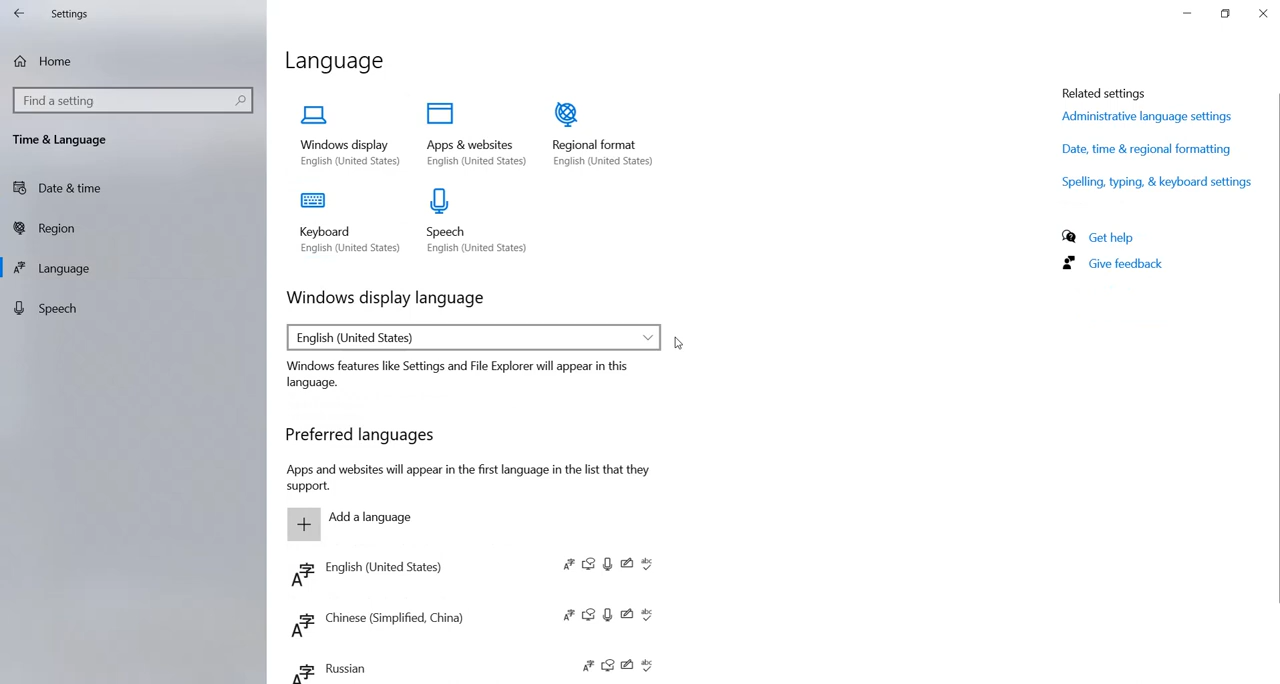 Settings
Home
Find a setting
Time & Language
Date & time
Region
Language
Speech
Language
Windows display
English (United States)
Apps & websites
English (United States)
Regional format
English (United States)
Keyboard
English (United States)
Speech
English (United States)
Windows display language
English (United States)
Windows features like Settings and File Explorer will appear in this
language.
Preferred languages
Apps and websites will appear in the first language in the list that they
support.
Add a language
English (United States)
Chinese (Simplified, China)
Russian
Related settings
Administrative language settings
Date, time & regional formatting
Spelling, typing, & keyboard settings
Get help
Give feedback